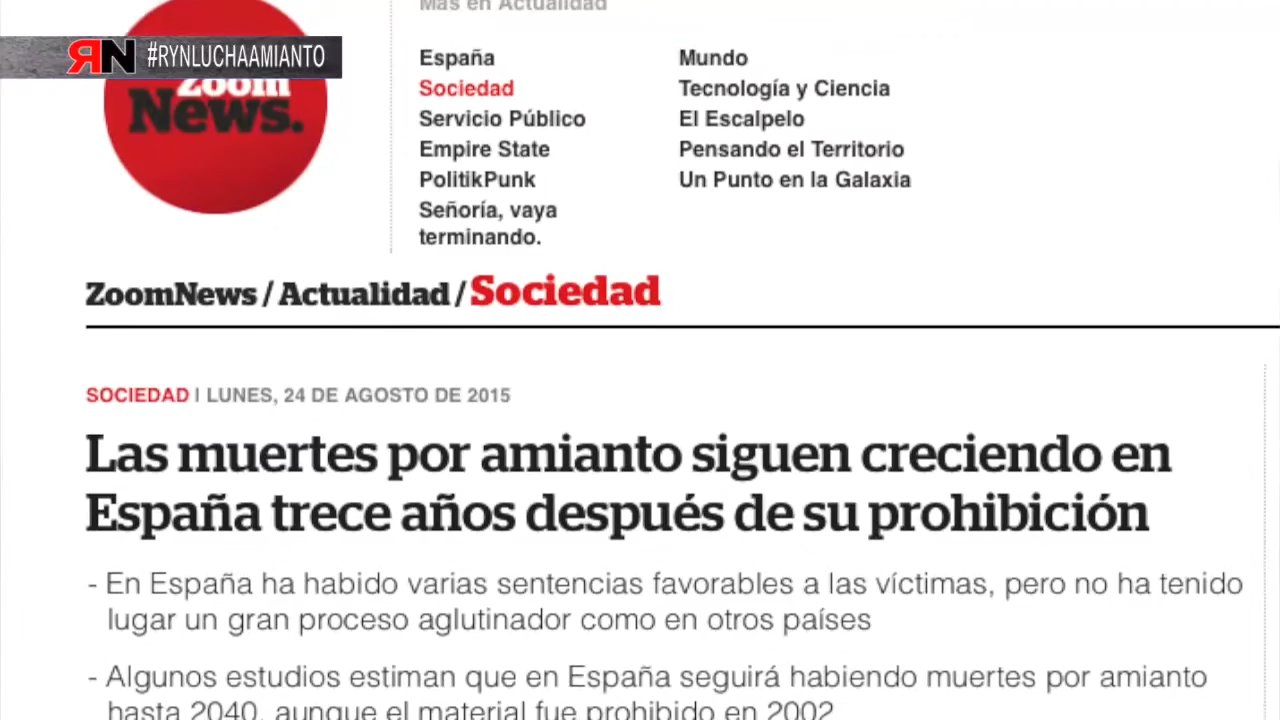 Más en Actualidad
ЯN #RYNLUCHAAMIANTO
Zoom
News.
España
Sociedad
Servicio Público
Empire State
PolitikPunk
Señoría, vaya
terminando.
Mundo
Tecnología y Ciencia
El Escalpelo
Pensando el Territorio
Un Punto en la Galaxia
ZoomNews / Actualidad / Sociedad
SOCIEDAD | LUNES, 24 DE AGOSTO DE 2015
Las muertes por amianto siguen creciendo en
España trece años después de su prohibición
- En España ha habido varias sentencias favorables a las víctimas, pero no ha tenido
lugar un gran proceso aglutinador como en otros países
- Algunos estudios estiman que en España seguirá habiendo muertes por amianto
hasta 2040, aunque el material fue prohibido en 2002